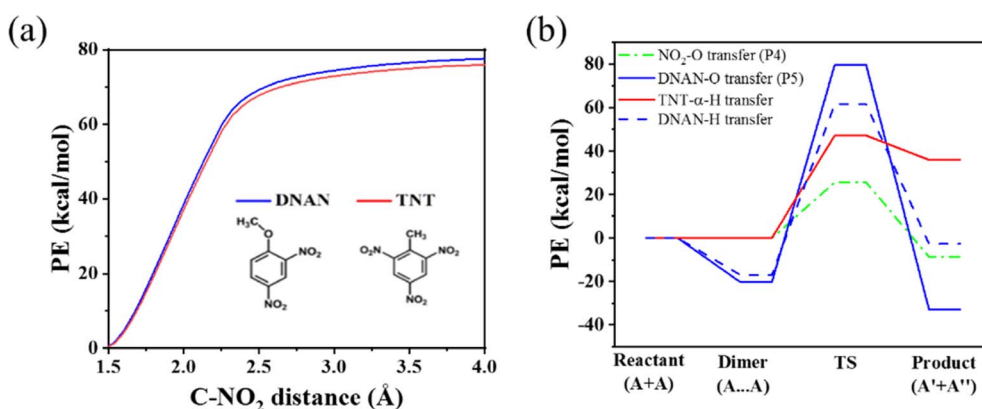 (a)
80
60
40
20
0
PE (kcal/mol)
DNAN
TNT
H₃C
O
NO₂
NO₂
CH₃
O₂N
NO₂
NO₂
1.5 2.0 2.5 3.0 3.5 4.0
C-NO₂ distance (Å)
(b)
80
60
40
20
0
-20
-40
PE (kcal/mol)
NO₂-O transfer (P4)
DNAN-O transfer (P5)
TNT-α-H transfer
DNAN-H transfer
Reactant Dimer TS Product
(A+A) (A...A) (A'+A'')